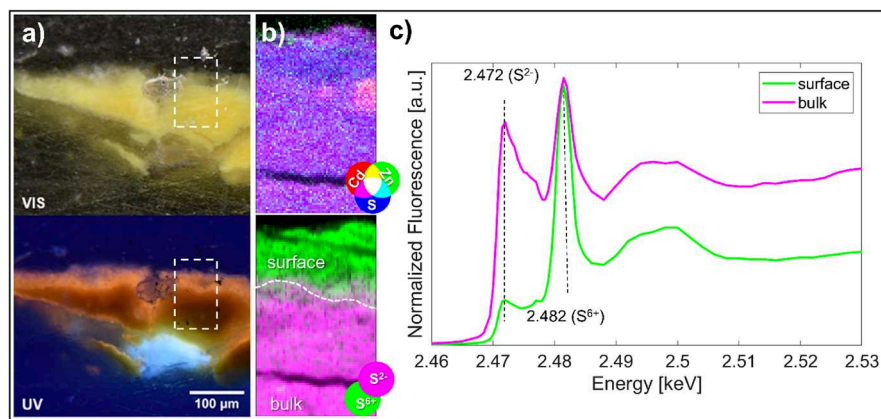 a)
VIS
UV
100 µm
b)
Cd
Zn
S
surface
bulk
S²⁻
S⁶⁺
c)
2.472 (S²⁻)
2.482 (S⁶⁺)
surface
bulk
Normalized Fluorescence [a.u.]
2.46 2.47 2.48 2.49 2.5 2.51 2.52 2.53
Energy [keV]